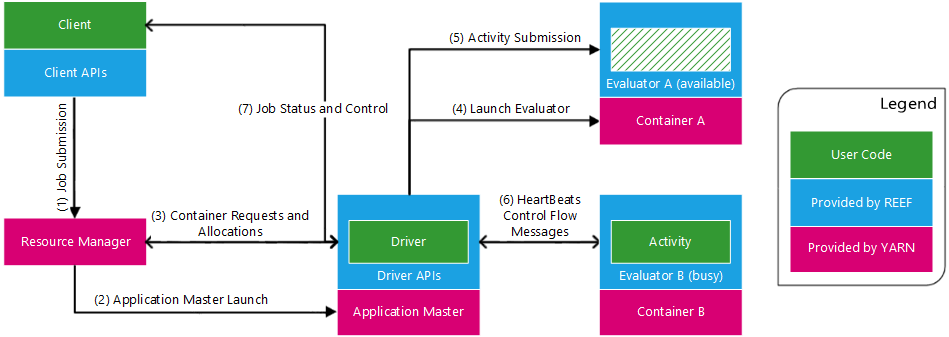 Client
Client APIs
(1) Job Submission
Resource Manager
(2) Application Master Launch
(3) Container Requests and
Allocations
(7) Job Status and Control
Driver
Driver APIs
Application Master
(5) Activity Submission
(4) Launch Evaluator
(6) HeartBeats
Control Flow
Messages
Evaluator A (available)
Container A
Activity
Evaluator B (busy)
Container B
Legend
User Code
Provided by REEF
Provided by YARN